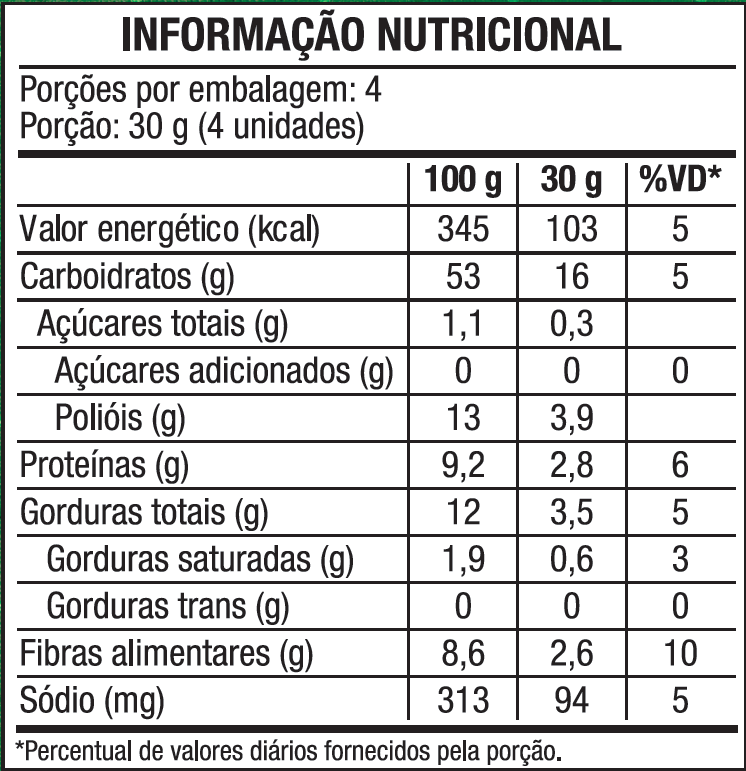 INFORMAÇÃO NUTRICIONAL
Porções por embalagem: 4
Porção: 30 g (4 unidades)
100 g 30 g %VD*
Valor energético (kcal) 345 103 5
Carboidratos (g) 53 16 5
Açúcares totais (g) 1,1 0,3
Açúcares adicionados (g) 0 0 0
Polióis (g) 13 3,9
Proteínas (g) 9,2 2,8 6
Gorduras totais (g) 12 3,5 5
Gorduras saturadas (g) 1,9 0,6 3
Gorduras trans (g) 0 0 0
Fibras alimentares (g) 8,6 2,6 10
Sódio (mg) 313 94 5
*Percentual de valores diários fornecidos pela porção.